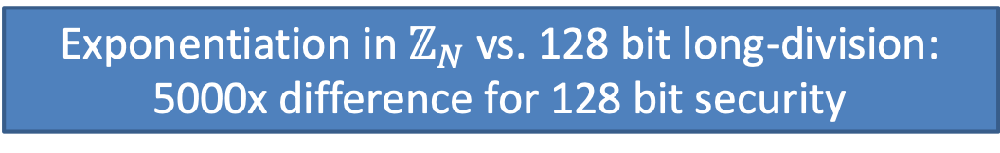 Exponentiation in ℤ_N vs. 128 bit long-division:
5000x difference for 128 bit security